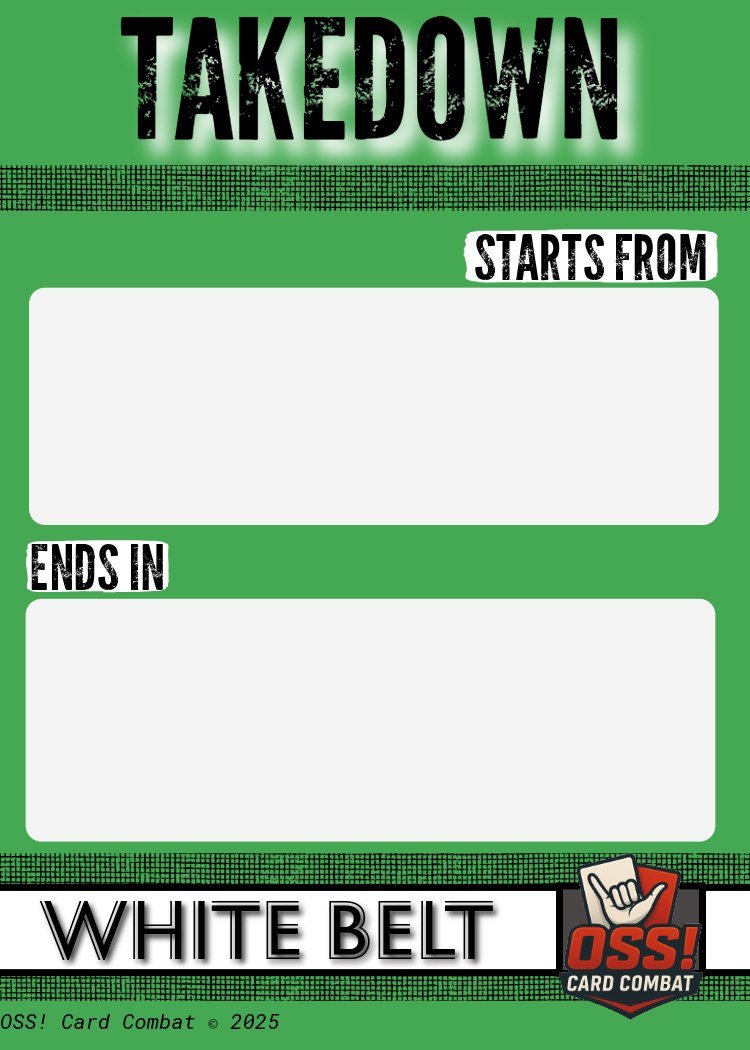 TAKEDOWN
STARTS FROM
ENDS IN
WHITE BELT
OSS!
CARD COMBAT
OSS! Card Combat © 2025